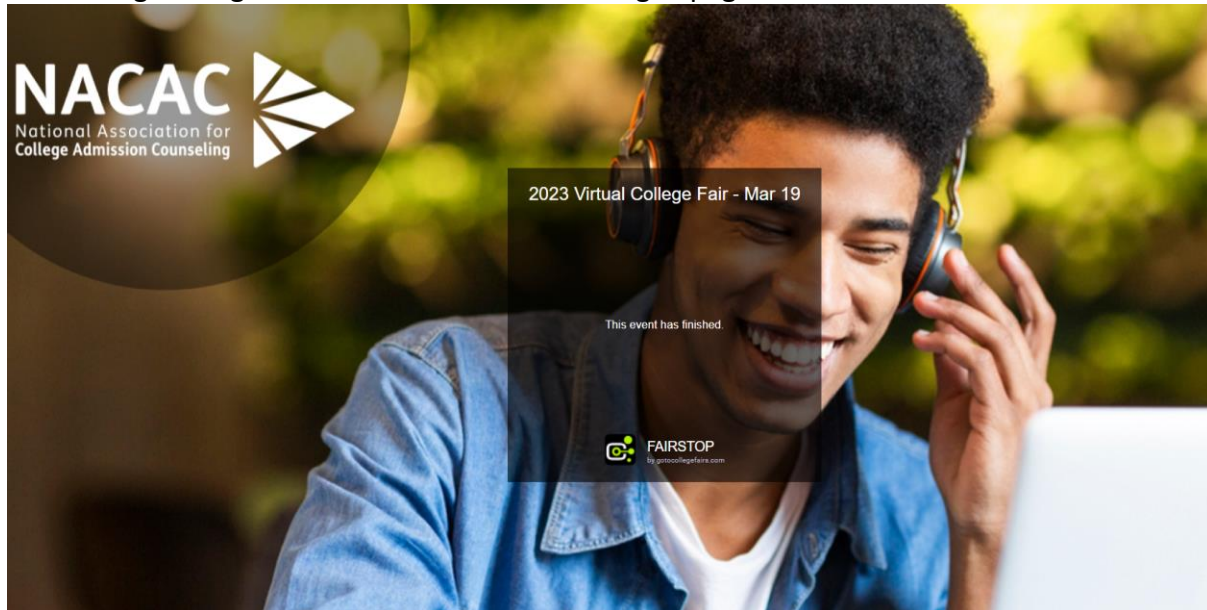 NACAC
National Association for
College Admission Counseling
2023 Virtual College Fair - Mar 19
This event has finished.
FAIRSTOP
by gotocollegefairs.com